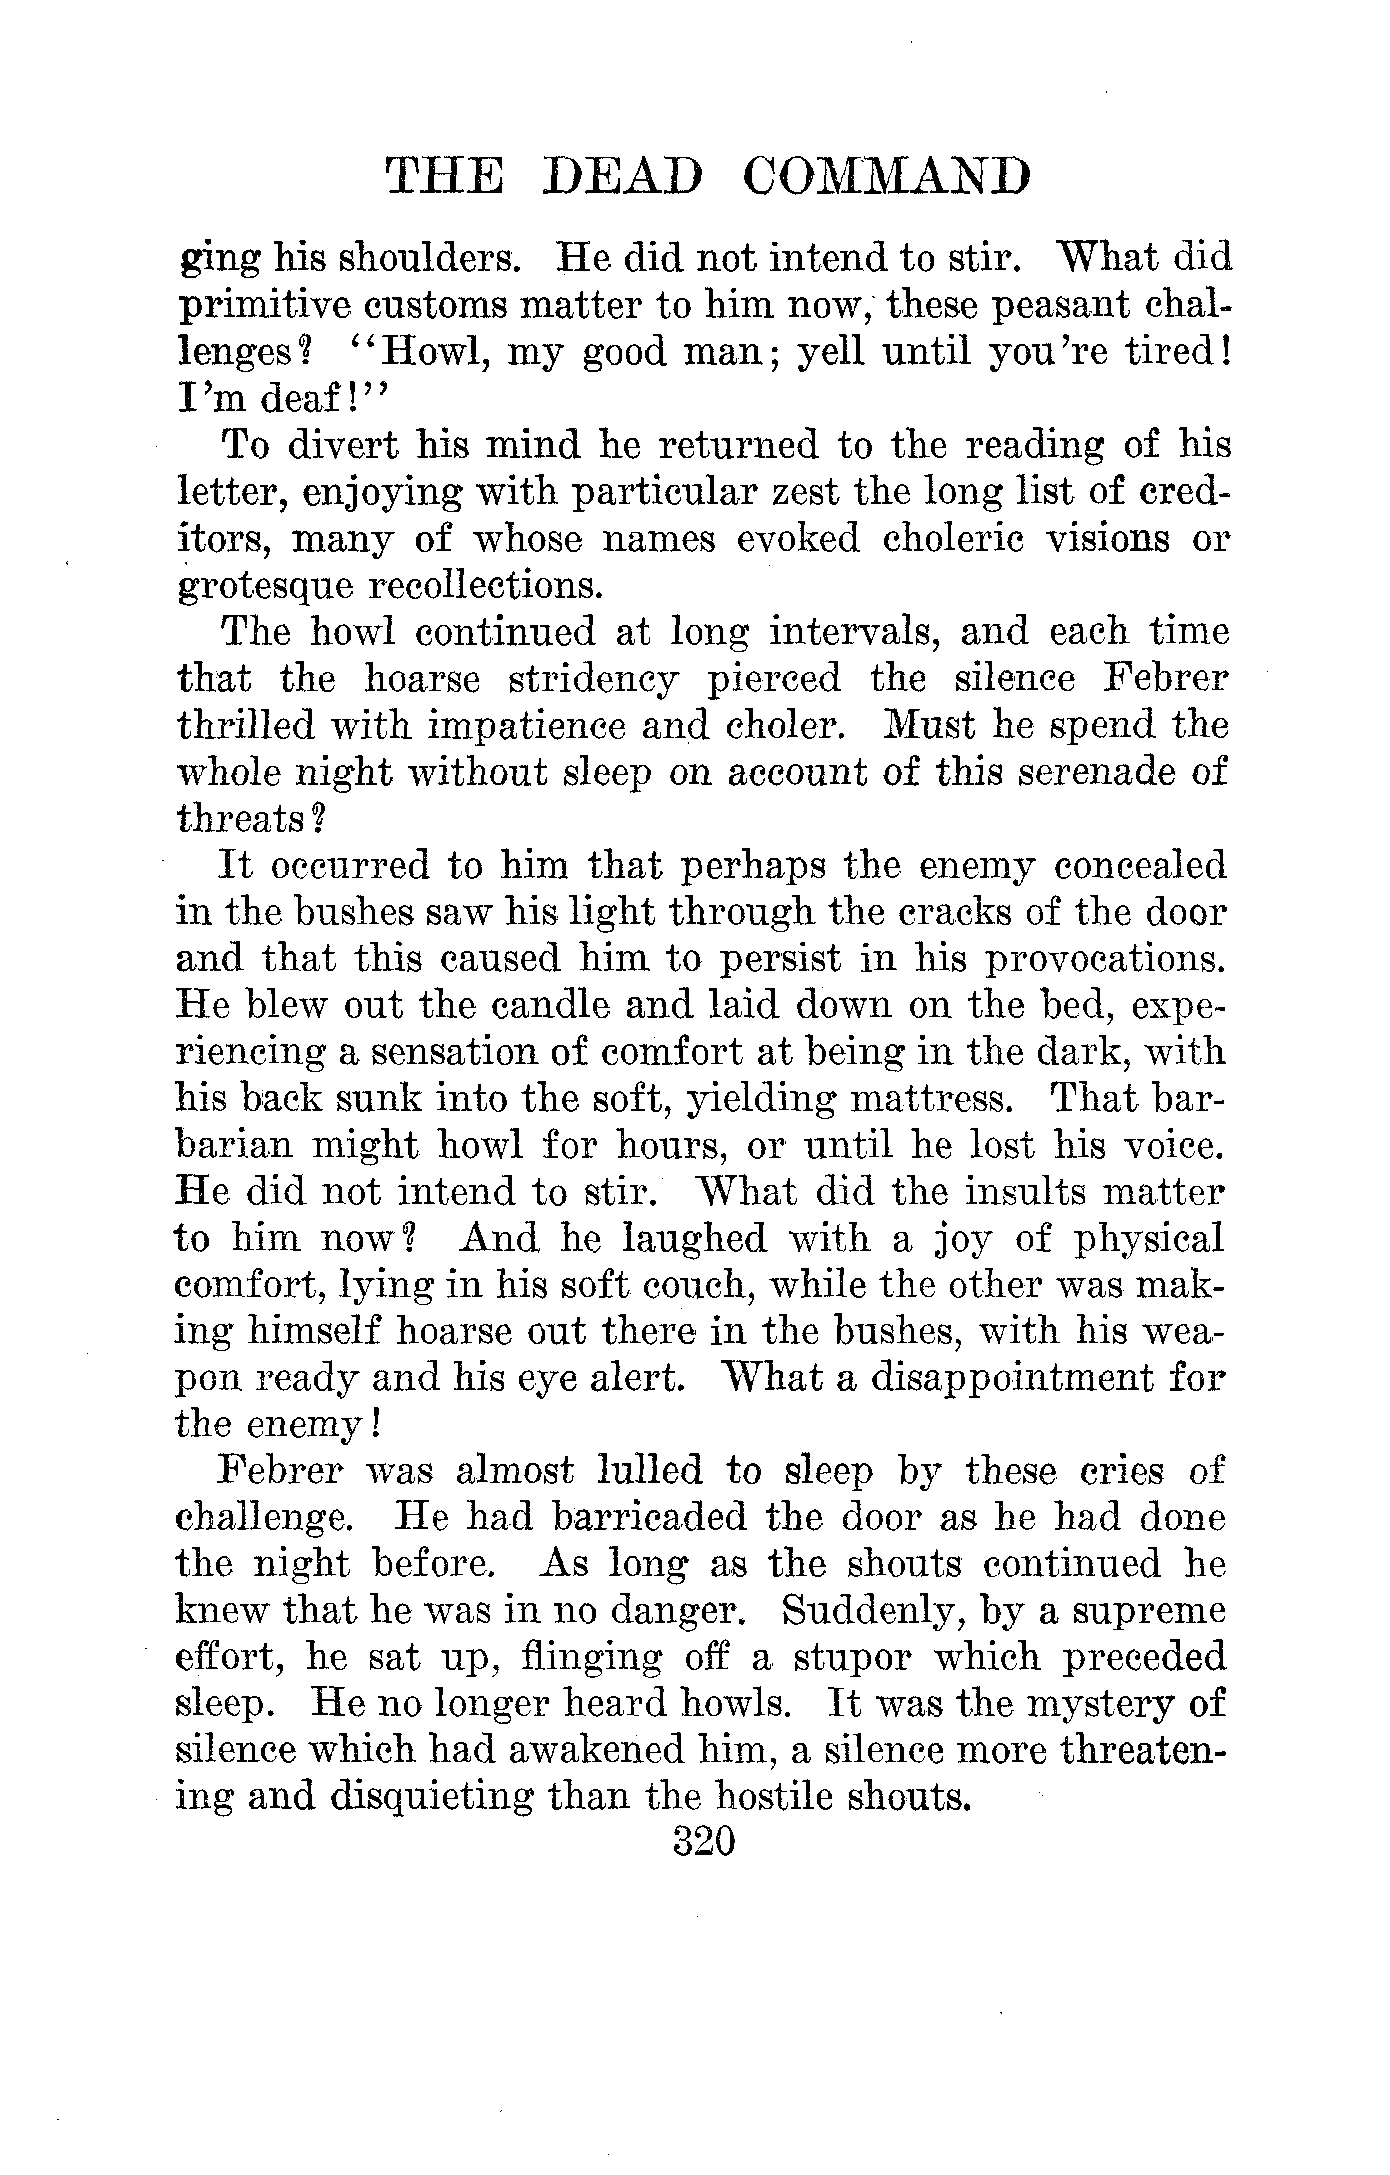 THE DEAD COMMAND
ging his shoulders. He did not intend to stir. What did
primitive customs matter to him now, these peasant chal-
lenges? "Howl, my good man; yell until you're tired!
I'm deaf!"
To divert his mind he returned to the reading of his
letter, enjoying with particular zest the long list of cred-
itors, many of whose names evoked choleric visions or
grotesque recollections.
The howl continued at long intervals, and each time
that the hoarse stridency pierced the silence Febrer
thrilled with impatience and choler. Must he spend the
whole night without sleep on account of this serenade of
threats?
It occurred to him that perhaps the enemy concealed
in the bushes saw his light through the cracks of the door
and that this caused him to persist in his provocations.
He blew out the candle and laid down on the bed, expe-
riencing a sensation of comfort at being in the dark, with
his back sunk into the soft, yielding mattress. That bar-
barian might howl for hours, or until he lost his voice.
He did not intend to stir. What did the insults matter
to him now? And he laughed with a joy of physical
comfort, lying in his soft couch, while the other was mak-
ing himself hoarse out there in the bushes, with his wea-
pon ready and his eye alert. What a disappointment for
the enemy!
Febrer was almost lulled to sleep by these cries of
challenge. He had barricaded the door as he had done
the night before. As long as the shouts continued he
knew that he was in no danger. Suddenly, by a supreme
effort, he sat up, flinging off a stupor which preceded
sleep. He no longer heard howls. It was the mystery of
silence which had awakened him, a silence more threaten-
ing and disquieting than the hostile shouts.
320